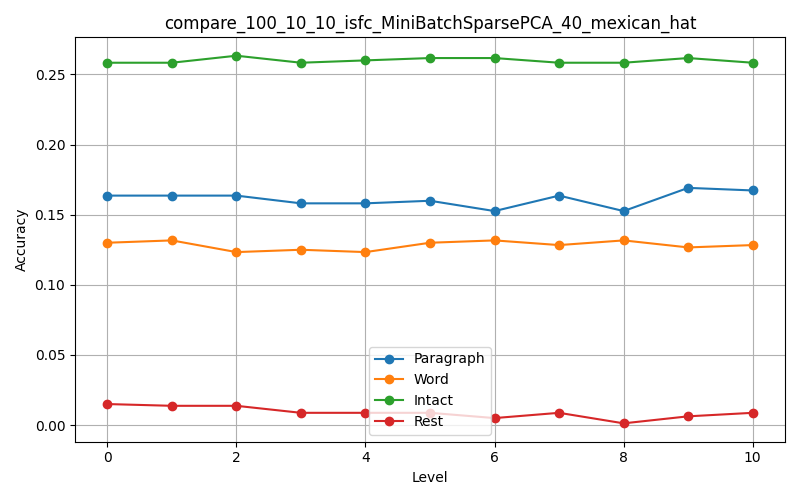 compare_100_10_10_isfc_MiniBatchSparsePCA_40_mexican_hat
Accuracy
0.25
0.20
0.15
0.10
0.05
0.00
Paragraph
Word
Intact
Rest
0 2 4 6 8 10
Level